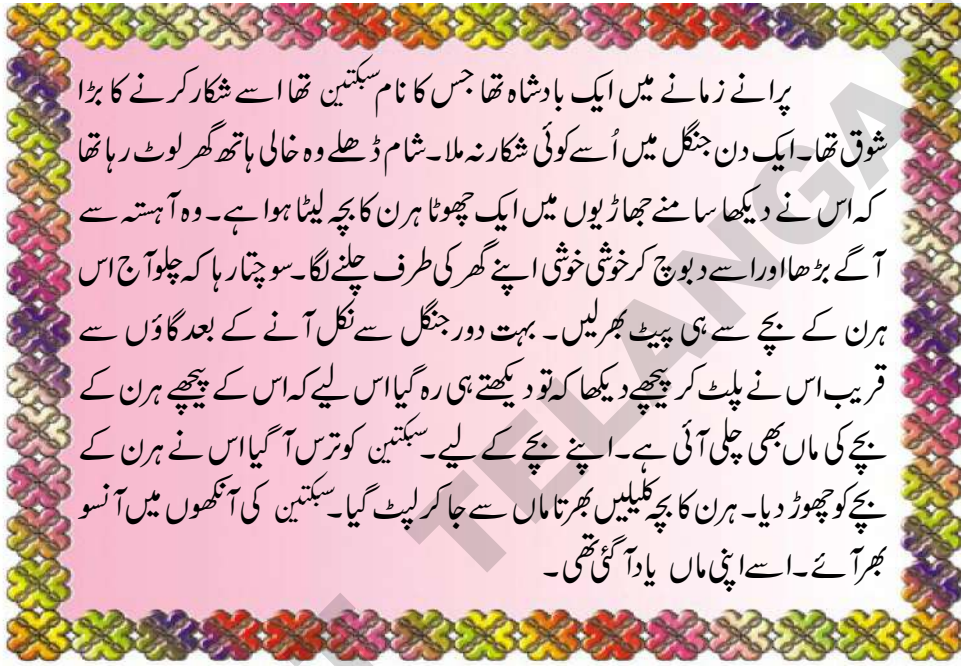 پرانے زمانے میں ایک بادشاہ تھا جس کا نام سبکتین تھا اسے شکار کرنے کا بڑا
شوق تھا۔ ایک دن جنگل میں اُسے کوئی شکار نہ ملا۔ شام ڈھلے وہ خالی ہاتھ گھر لوٹ رہا تھا
کہ اس نے دیکھا سامنے جھاڑیوں میں ایک چھوٹا ہرن کا بچہ لیٹا ہوا ہے۔ وہ آہستہ سے
آگے بڑھا اور اسے دبوچ کر خوشی خوشی اپنے گھر کی طرف چلنے لگا۔ سوچتا رہا کہ چلو آج اس
ہرن کے بچے سے ہی پیٹ بھر لیں۔ بہت دور جنگل سے نکل آنے کے بعد گاؤں سے
قریب اس نے پلٹ کر پیچھے دیکھا کہ تو دیکھتے ہی رہ گیا اس لیے کہ اس کے پیچھے ہرن کے
بچے کی ماں بھی چلی آئی ہے۔ اپنے بچے کے لیے۔ سبکتین کو ترس آ گیا اس نے ہرن کے
بچے کو چھوڑ دیا۔ ہرن کا بچہ کلیلیں بھرتا ماں سے جا کر لپٹ گیا۔ سبکتین کی آنکھوں میں آنسو
بھر آئے۔ اسے اپنی ماں یاد آ گئی تھی۔
TELANGA